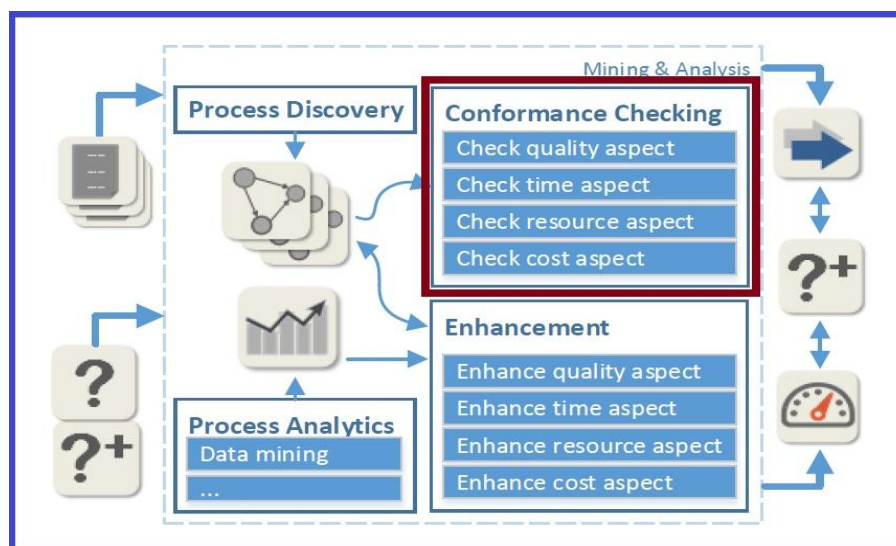 Mining & Analysis
Process Discovery
Conformance Checking
Check quality aspect
Check time aspect
Check resource aspect
Check cost aspect
Enhancement
Enhance quality aspect
Enhance time aspect
Enhance resource aspect
Enhance cost aspect
Process Analytics
Data mining
...
?
?+
?+